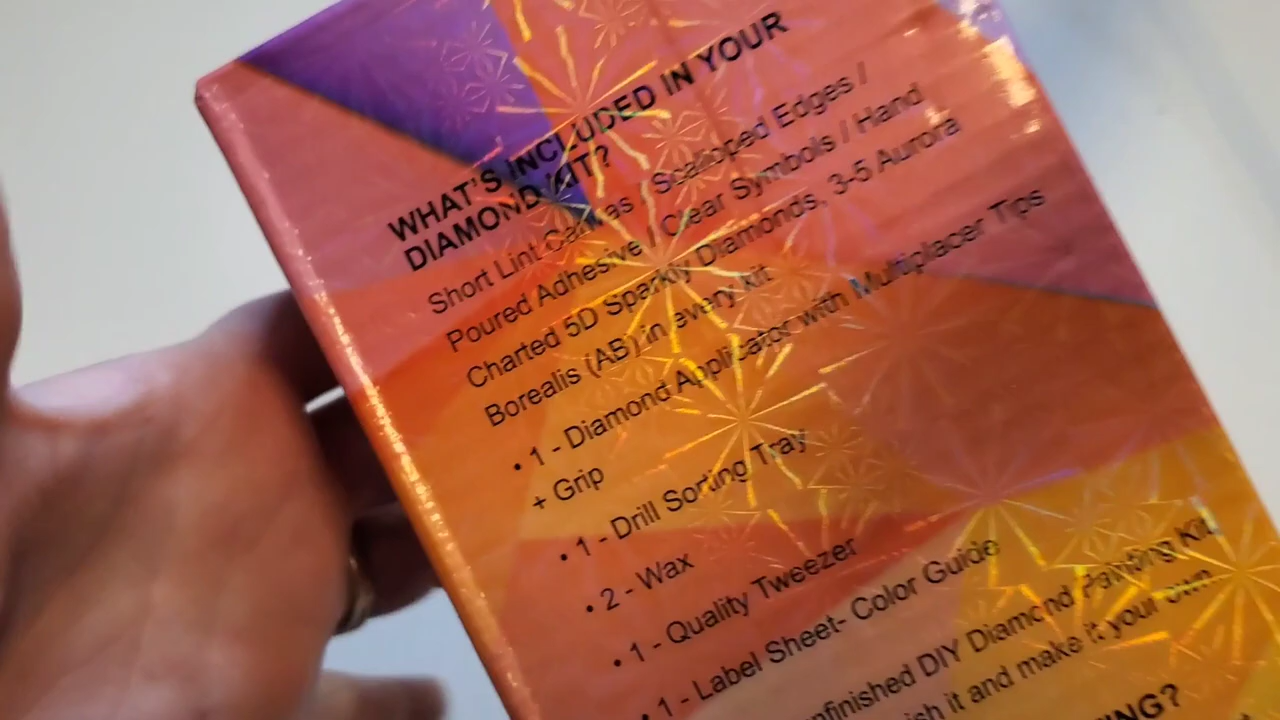 WHAT'S INCLUDED IN YOUR
DIAMOND KIT?
Short Lint Canvas / Scalloped Edges /
Poured Adhesive / Clear Symbols / Hand
Charted 5D Sparkly Diamonds, 3-5 Aurora
Borealis (AB) in every kit
• 1 - Diamond Applicator with Multiplacer Tips
+ Grip
• 1 - Drill Sorting Tray
• 2 - Wax
• 1 - Quality Tweezer
• 1 - Label Sheet- Color Guide
DIY Diamond Painting Kit.
it and make it your own